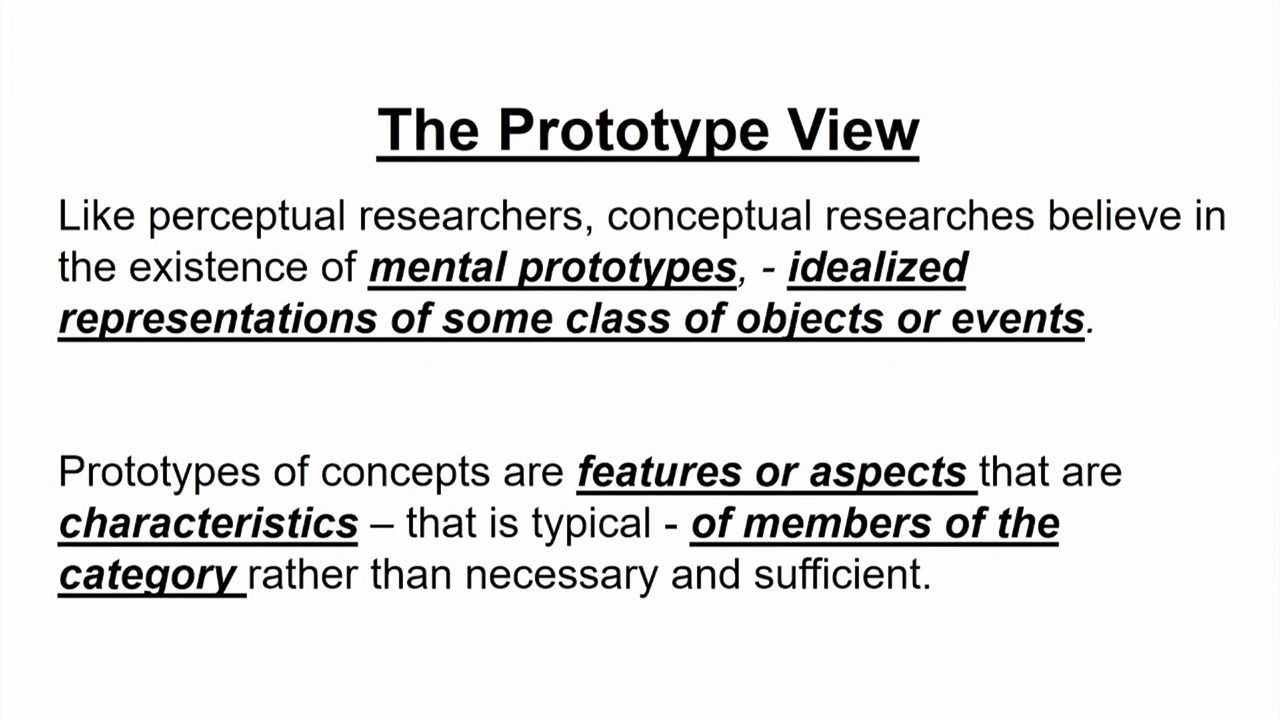 The Prototype View
Like perceptual researchers, conceptual researches believe in
the existence of mental prototypes, - idealized
representations of some class of objects or events.
Prototypes of concepts are features or aspects that are
characteristics – that is typical - of members of the
category rather than necessary and sufficient.